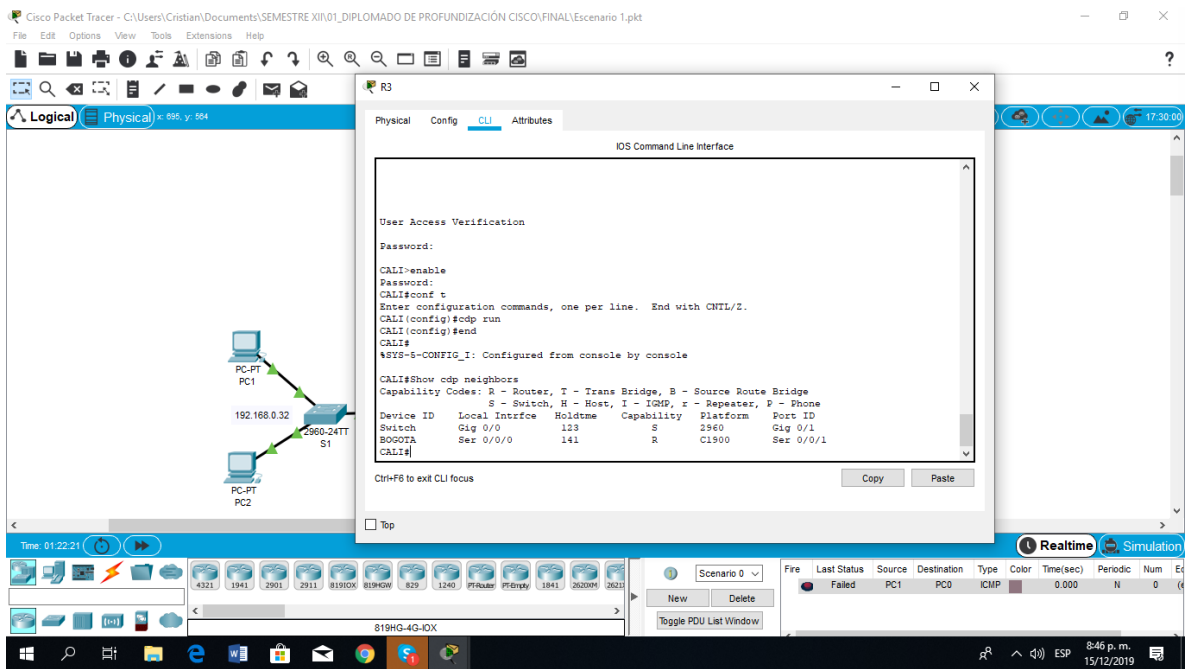 Cisco Packet Tracer - C:\Users\Cristian\Documents\SEMESTRE XII\01_DIPLOMADO DE PROFUNDIZACIÓN CISCO\FINAL\Escenario 1.pkt
File Edit Options View Tools Extensions Help
?
Logical Physical x: 695, y: 564
17:30:00
R3
Physical Config CLI Attributes
IOS Command Line Interface
User Access Verification
Password:
CALI>enable
Password:
CALI#conf t
Enter configuration commands, one per line. End with CNTL/Z.
CALI(config)#cdp run
CALI(config)#end
CALI#
%SYS-5-CONFIG_I: Configured from console by console
CALI#Show cdp neighbors
Capability Codes: R - Router, T - Trans Bridge, B - Source Route Bridge
S - Switch, H - Host, I - IGMP, r - Repeater, P - Phone
Device ID Local Intrfce Holdtme Capability Platform Port ID
Switch Gig 0/0 123 S 2960 Gig 0/1
BOGOTA Ser 0/0/0 141 R C1900 Ser 0/0/1
CALI#
Ctrl+F6 to exit CLI focus
Copy Paste
Top
PC-PT
PC1
192.168.0.32
2960-24TT
S1
PC-PT
PC2
Time: 01:22:21
Realtime Simulation
4321 1941 2901 2911 819IOX 819HGW 829 1240 PT-Router PT-Empty 1841 2620XM 2621
819HG-4G-IOX
Scenario 0
New Delete
Toggle PDU List Window
Fire Last Status Source Destination Type Color Time(sec) Periodic Num
Failed PC1 PC0 ICMP 0.000 N 0
ESP
8:46 p. m.
15/12/2019